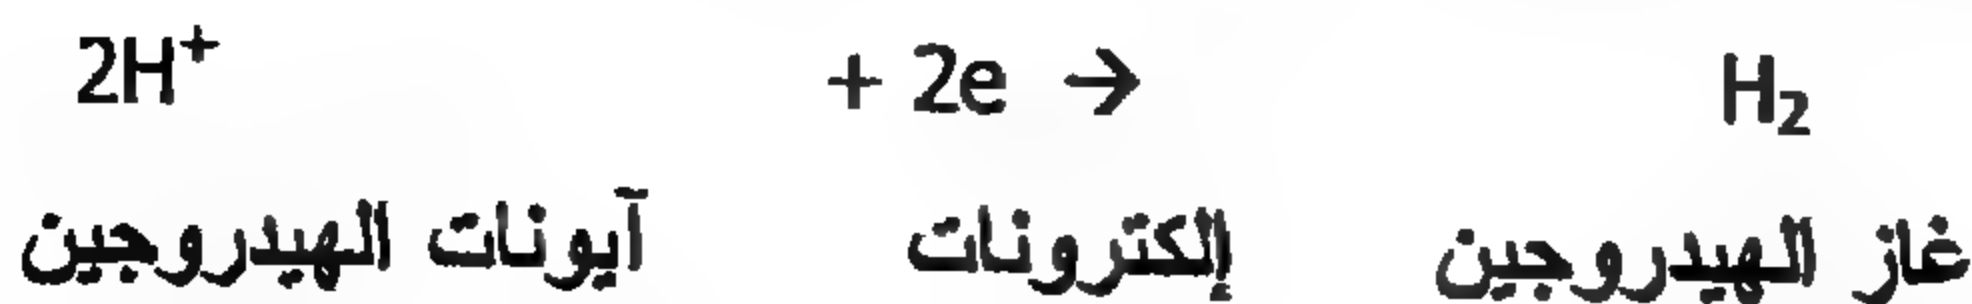 2H⁺ + 2e → H₂
آيونات الهيدروجين إلكترونات غاز الهيدروجين